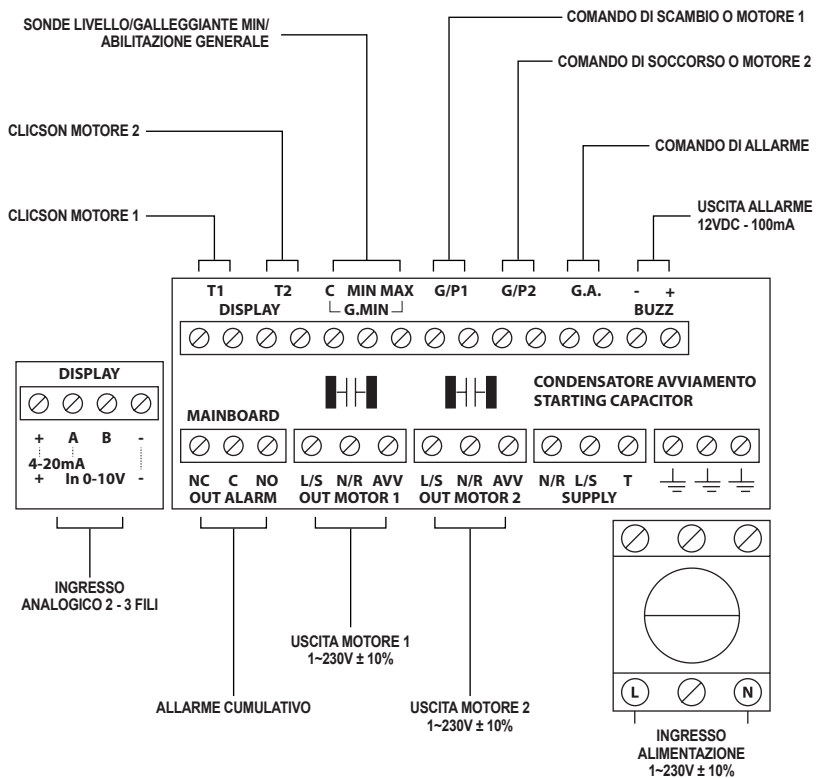 SONDE LIVELLO/GALLEGGIANTE MIN/
ABILITAZIONE GENERALE
COMANDO DI SCAMBIO O MOTORE 1
COMANDO DI SOCCORSO O MOTORE 2
CLICSON MOTORE 2
COMANDO DI ALLARME
CLICSON MOTORE 1
USCITA ALLARME
12VDC - 100mA
T1 T2 C MIN MAX G/P1 G/P2 G.A. - +
DISPLAY G.MIN BUZZ
DISPLAY
CONDENSATORE AVVIAMENTO
STARTING CAPACITOR
MAINBOARD
+ A B -
4-20mA
+ In 0-10V -
NC C NO L/S N/R AVV L/S N/R AVV N/R L/S T
OUT ALARM OUT MOTOR 1 OUT MOTOR 2 SUPPLY
INGRESSO
ANALOGICO 2 - 3 FILI
USCITA MOTORE 1
1~230V ± 10%
ALLARME CUMULATIVO
USCITA MOTORE 2
1~230V ± 10%
L N
INGRESSO
ALIMENTAZIONE
1~230V ± 10%